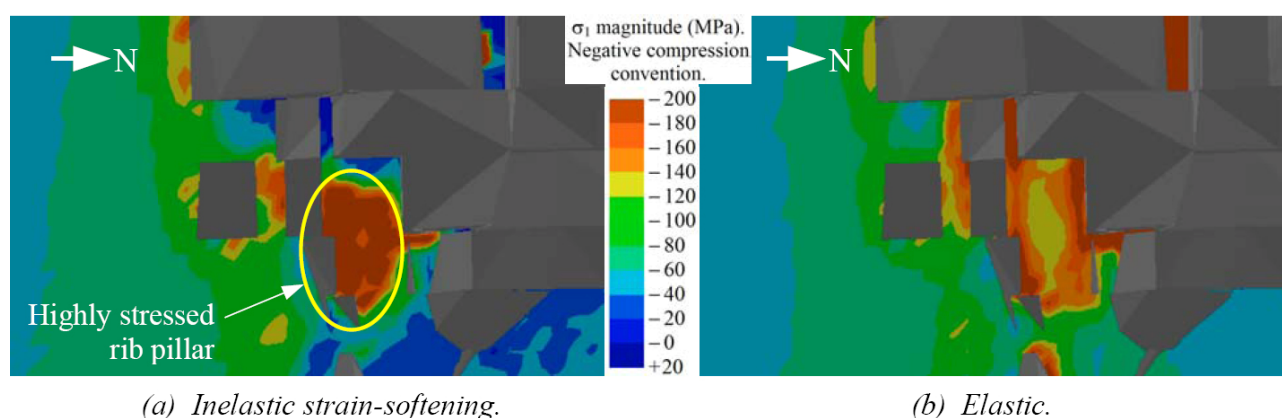 N
σ1 magnitude (MPa).
Negative compression
convention.
– 200
– 180
– 160
– 140
– 120
– 100
– 80
– 60
– 40
– 20
– 0
+20
N
Highly stressed
rib pillar
(a) Inelastic strain-softening.
(b) Elastic.